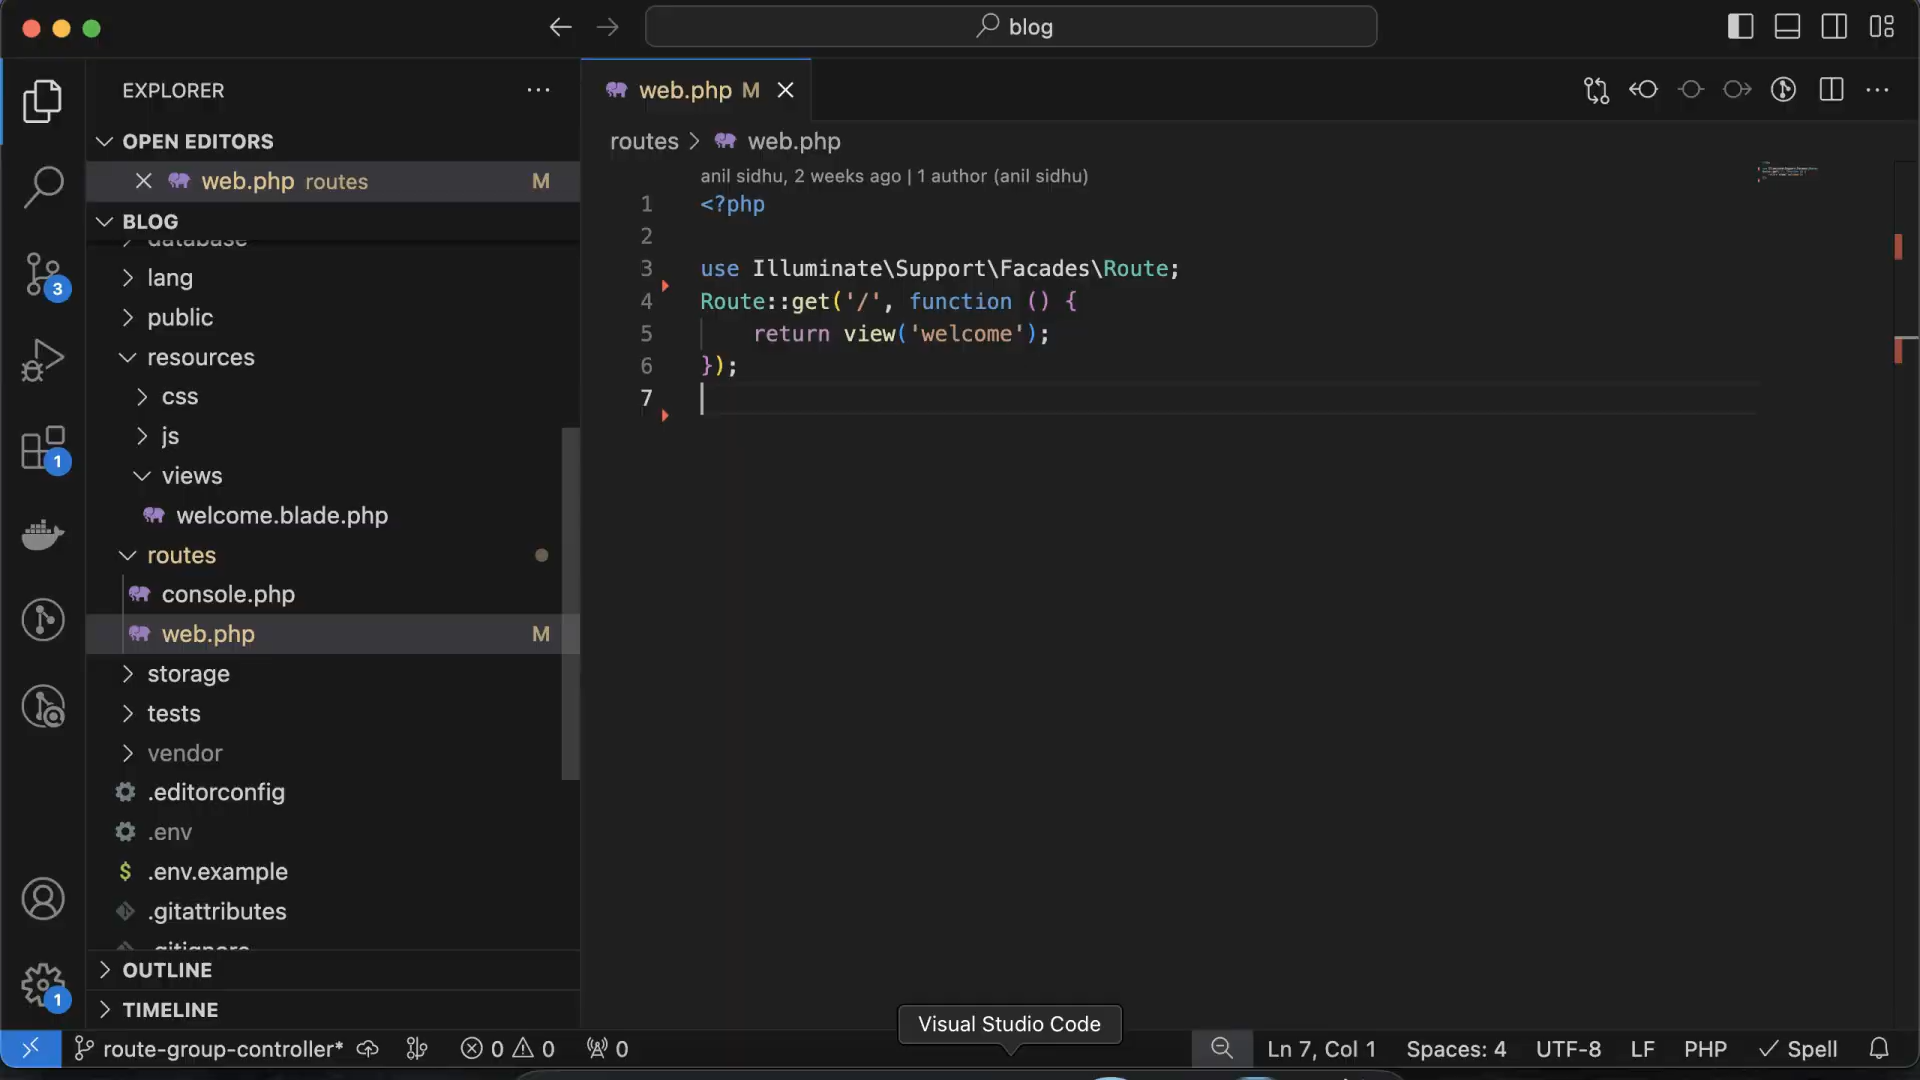 blog
EXPLORER
web.php M
OPEN EDITORS
web.php routes M
routes > web.php
BLOG
database
lang
public
resources
css
js
views
welcome.blade.php
routes
console.php
web.php M
storage
tests
vendor
.editorconfig
.env
.env.example
.gitattributes
.gitignore
OUTLINE
TIMELINE
anil sidhu, 2 weeks ago | 1 author (anil sidhu)
1 <?php
2
3 use Illuminate\Support\Facades\Route;
4 Route::get('/', function () {
5 return view('welcome');
6 });
7
3
1
1
Visual Studio Code
route-group-controller* 0 0 0 Ln 7, Col 1 Spaces: 4 UTF-8 LF PHP Spell